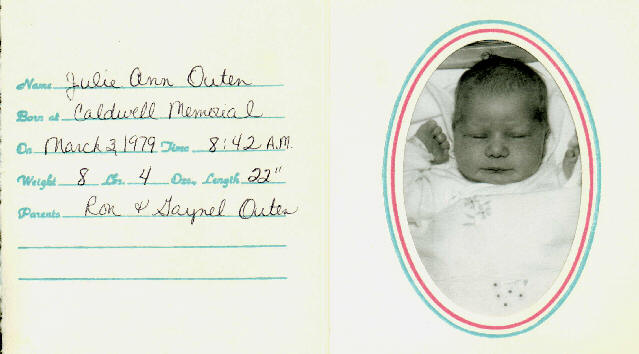 Name Julie Ann Outen
Born at Caldwell Memorial
On March 3, 1979 Time 8:42 A.M.
Weight 8 Lbs. 4 Ozs., Length 22"
Parents Ron & Gaynel Outen